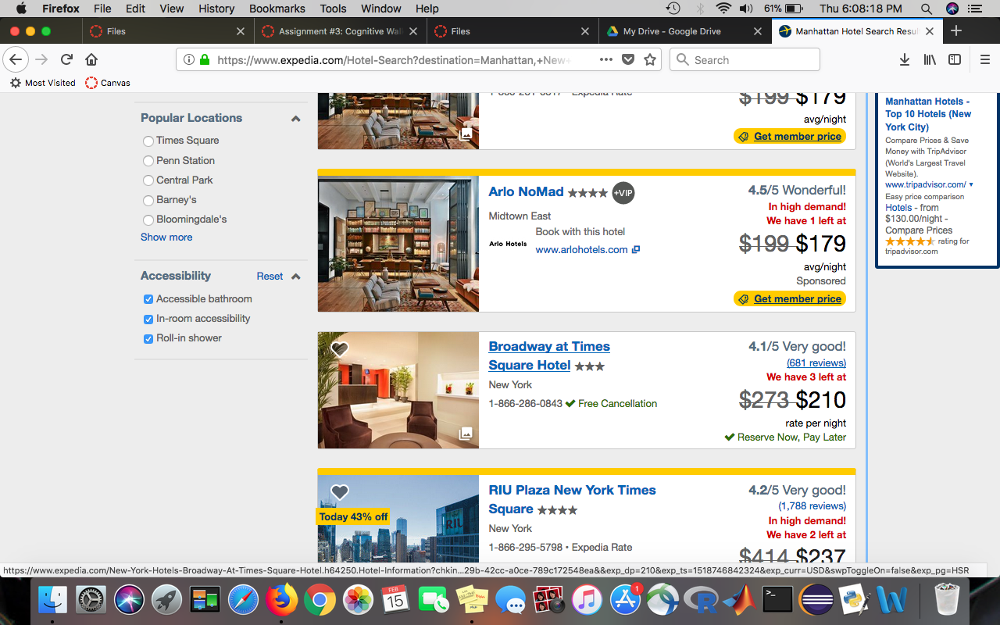 Firefox File Edit View History Bookmarks Tools Window Help 61% Thu 6:08:18 PM
Files Assignment #3: Cognitive Wal Files My Drive - Google Drive Manhattan Hotel Search Resul
https://www.expedia.com/Hotel-Search?destination=Manhattan,+New+ Search
Most Visited Canvas
Popular Locations
Times Square
Penn Station
Central Park
Barney's
Bloomingdale's
Show more
Accessibility Reset
Accessible bathroom
In-room accessibility
Roll-in shower
Expedia Rate
$199 $179
avg/night
Get member price
Arlo NoMad +VIP
Midtown East
Book with this hotel
Arlo Hotels
www.arlohotels.com
4.5/5 Wonderful!
In high demand!
We have 1 left at
$199 $179
avg/night
Sponsored
Get member price
Broadway at Times
Square Hotel
New York
1-866-286-0843 Free Cancellation
4.1/5 Very good!
(681 reviews)
We have 3 left at
$273 $210
rate per night
Reserve Now, Pay Later
Today 43% off
RIU
RIU Plaza New York Times
Square
New York
1-866-295-5798 • Expedia Rate
4.2/5 Very good!
(1,788 reviews)
In high demand!
We have 2 left at
$414 $237
Manhattan Hotels -
Top 10 Hotels (New
York City)
Compare Prices & Save
Money with TripAdvisor
(World's Largest Travel
Website).
www.tripadvisor.com/
Easy price comparison
Hotels - from
$130.00/night -
Compare Prices
rating for
tripadvisor.com
https://www.expedia.com/New-York-Hotels-Broadway-At-Times-Square-Hotel.h64250.Hotel-Information?chkin...29b-42cc-a0ce-789c172548ea&&exp_dp=210&exp_ts=1518746842324&exp_curr=USD&swpToggleOn=false&exp_pg=HSR
FEB
15
1